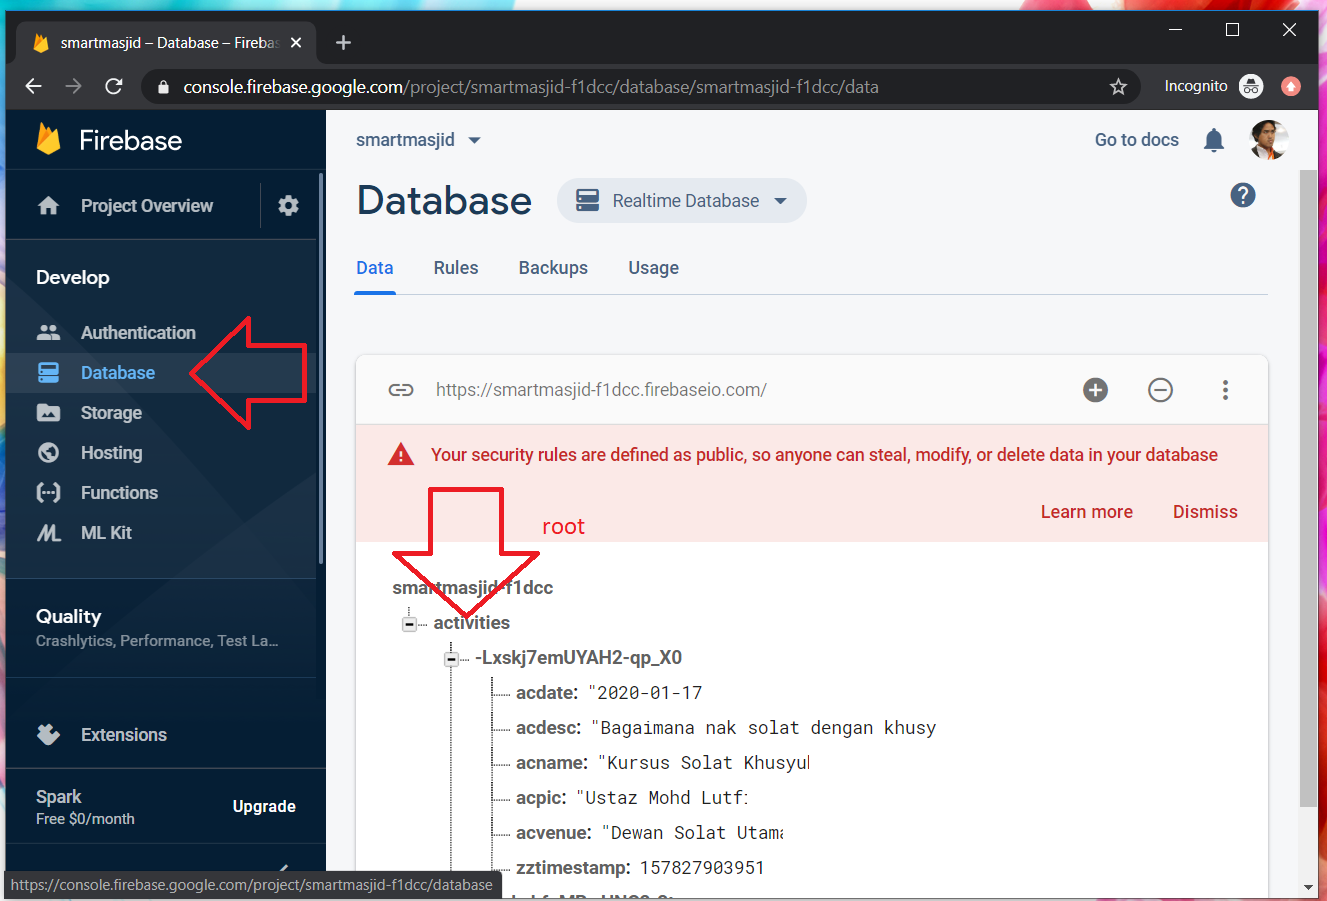 smartmasjid – Database – Fireba
console.firebase.google.com/project/smartmasjid-f1dcc/database/smartmasjid-f1dcc/data
Incognito
Firebase
smartmasjid
Go to docs
Project Overview
Database
Realtime Database
Develop
Data Rules Backups Usage
Authentication
Database
Storage
Hosting
Functions
ML Kit
https://smartmasjid-f1dcc.firebaseio.com/
Your security rules are defined as public, so anyone can steal, modify, or delete data in your database
Learn more Dismiss
root
smartmasjid-f1dcc
activities
-Lxskj7emUYAH2-qp_X0
acdate: "2020-01-17
acdesc: "Bagaimana nak solat dengan khusy
acname: "Kursus Solat Khusyu
acpic: "Ustaz Mohd Lutf
acvenue: "Dewan Solat Utama
zztimestamp: 157827903951
Quality
Crashlytics, Performance, Test La...
Extensions
Spark
Free $0/month
Upgrade
https://console.firebase.google.com/project/smartmasjid-f1dcc/database